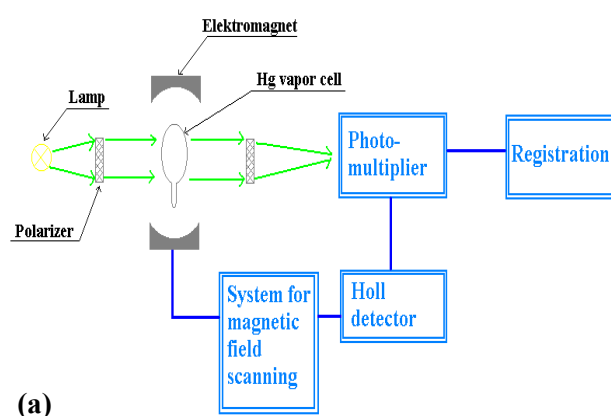 Elektromagnet
Hg vapor cell
Lamp
Photo-
multiplier
Registration
Polarizer
System for
magnetic
field
scanning
Holl
detector
(a)